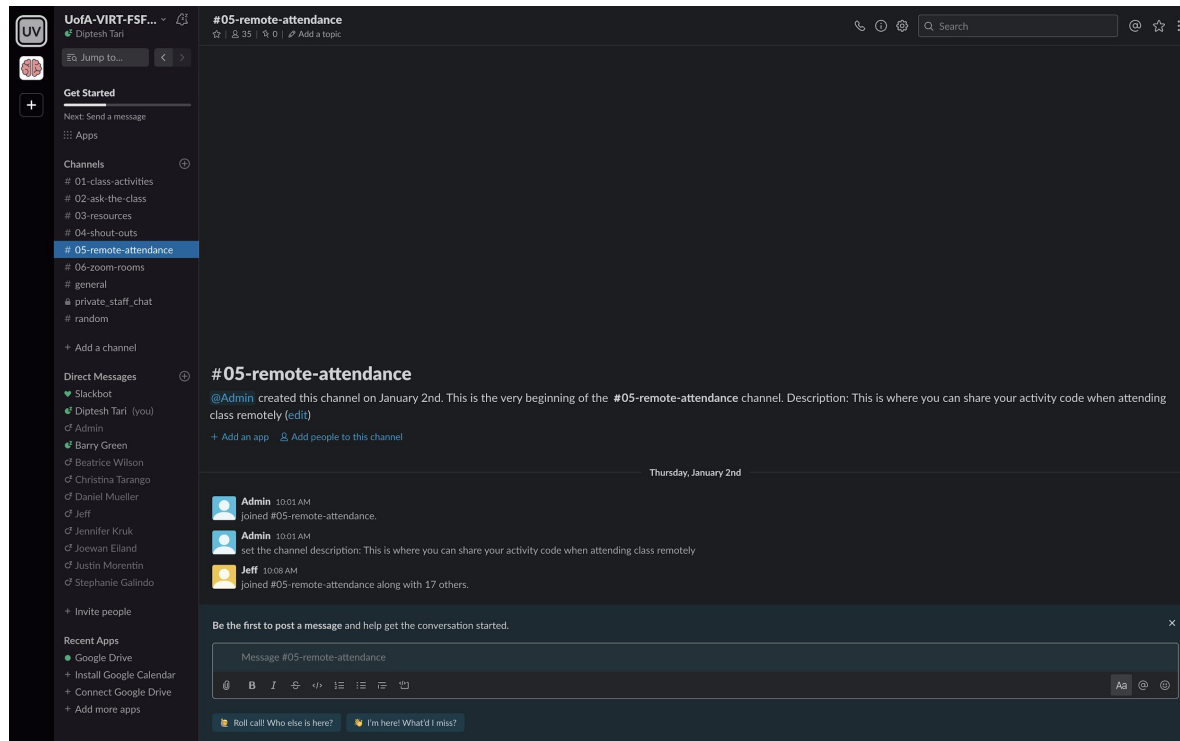 UV
UofA-VIRT-FSF...
Diptesh Tari
Jump to...
Get Started
Next: Send a message
Apps
Channels
# 01-class-activities
# 02-ask-the-class
# 03-resources
# 04-shout-outs
# 05-remote-attendance
# 06-zoom-rooms
# general
private_staff_chat
# random
+ Add a channel
Direct Messages
Slackbot
Diptesh Tari (you)
Admin
Barry Green
Beatrice Wilson
Christina Tarango
Daniel Mueller
Jeff
Jennifer Kruk
Joewan Eiland
Justin Morentin
Stephanie Galindo
+ Invite people
Recent Apps
Google Drive
+ Install Google Calendar
+ Connect Google Drive
+ Add more apps
#05-remote-attendance
35 | 0 | Add a topic
Search
#05-remote-attendance
@Admin created this channel on January 2nd. This is the very beginning of the #05-remote-attendance channel. Description: This is where you can share your activity code when attending
class remotely (edit)
+ Add an app Add people to this channel
Thursday, January 2nd
Admin 10:01 AM
joined #05-remote-attendance.
Admin 10:01 AM
set the channel description: This is where you can share your activity code when attending class remotely
Jeff 10:08 AM
joined #05-remote-attendance along with 17 others.
Be the first to post a message and help get the conversation started.
Message #05-remote-attendance
B I S Aa @
Roll call! Who else is here? I'm here! What'd I miss?